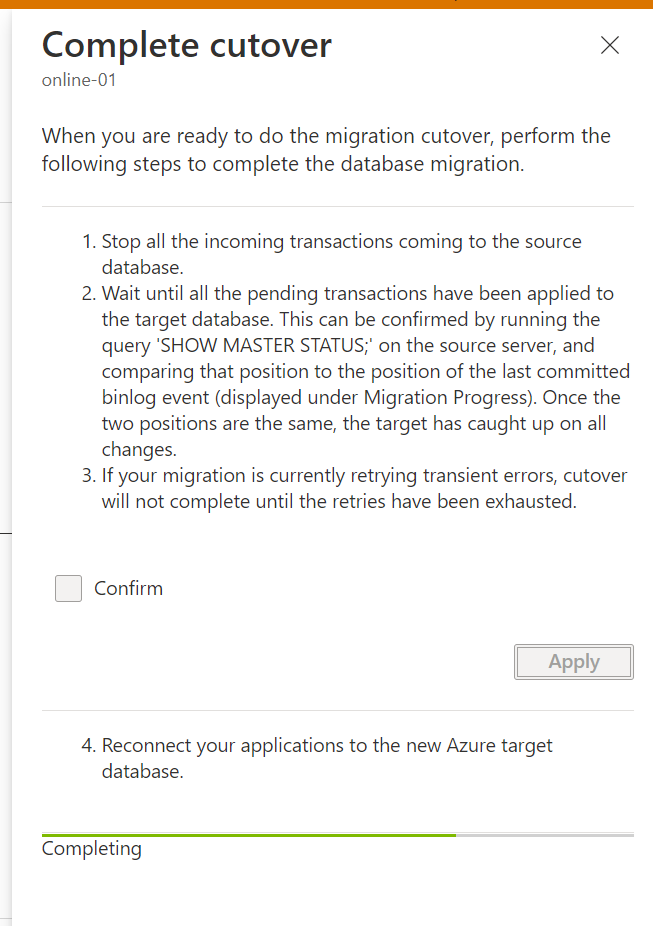 Complete cutover
online-01
When you are ready to do the migration cutover, perform the
following steps to complete the database migration.
1. Stop all the incoming transactions coming to the source
database.
2. Wait until all the pending transactions have been applied to
the target database. This can be confirmed by running the
query 'SHOW MASTER STATUS;' on the source server, and
comparing that position to the position of the last committed
binlog event (displayed under Migration Progress). Once the
two positions are the same, the target has caught up on all
changes.
3. If your migration is currently retrying transient errors, cutover
will not complete until the retries have been exhausted.
Confirm
Apply
4. Reconnect your applications to the new Azure target
database.
Completing